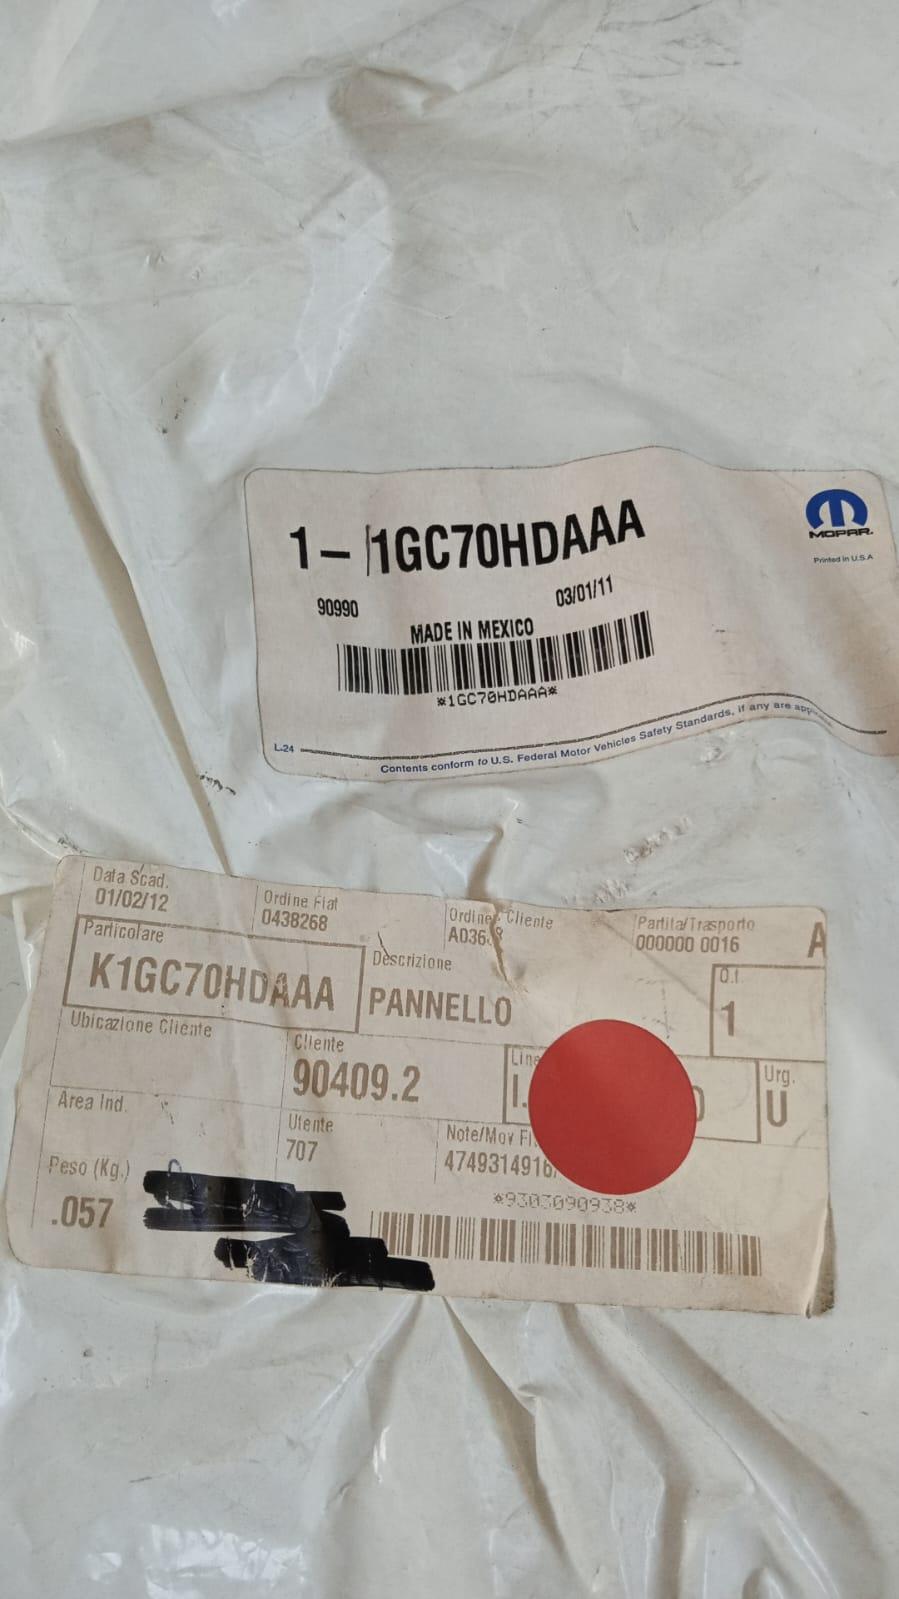 1- 1GC70HDAAA
MOPAR.
Printed in U.S.A
90990
03/01/11
MADE IN MEXICO
*1GC70HDAAA*
L-24
Contents conform to U.S. Federal Motor Vehicles Safety Standards, if any are
Data Scad.
01/02/12
Ordine Fiat
0438268
Ordine Cliente
Partita/Trasporto
000000 0016
A
Particolare
K1GC70HDAAA
Descrizione
PANNELLO
Q.t
1
Ubicazione Cliente
Cliente
90409.2
Urg.
U
Area Ind.
Utente
707
Note/Mov
4749314916
Peso (Kg.)
.057
*9303090938*